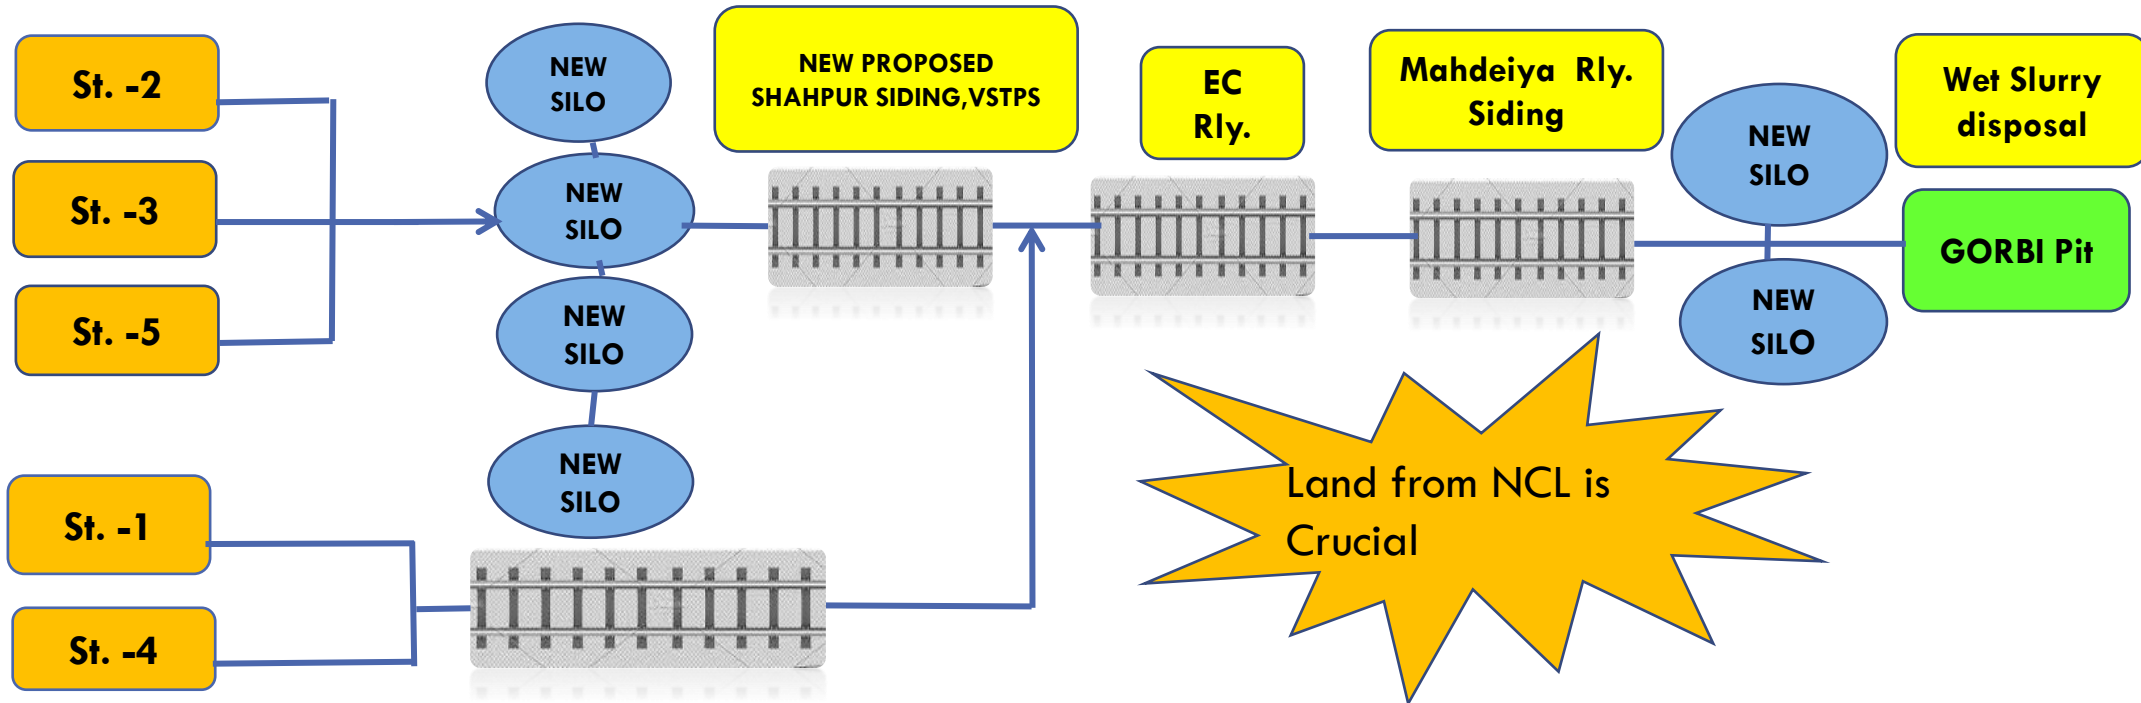 St. -2
St. -3
St. -5
St. -1
St. -4
NEW
SILO
NEW
SILO
NEW
SILO
NEW
SILO
NEW PROPOSED
SHAHPUR SIDING,VSTPS
EC
Rly.
Mahdeiya Rly.
Siding
NEW
SILO
NEW
SILO
Wet Slurry
disposal
GORBI Pit
Land from NCL is
Crucial